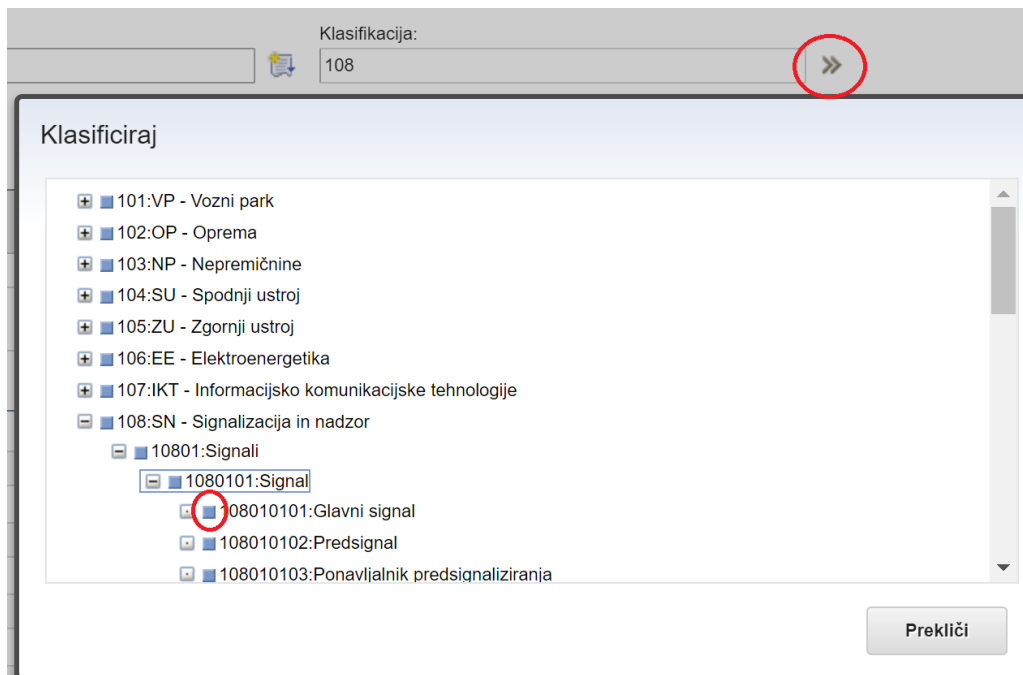 Klasifikacija:
108
Klasificiraj
101:VP - Vozni park
102:OP - Oprema
103:NP - Nepremičnine
104:SU - Spodnji ustroj
105:ZU - Zgornji ustroj
106:EE - Elektroenergetika
107:IKT - Informacijsko komunikacijske tehnologije
108:SN - Signalizacija in nadzor
10801:Signali
1080101:Signal
108010101:Glavni signal
108010102:Predsignal
108010103:Ponavljalnik predsignaliziranja
Prekliči